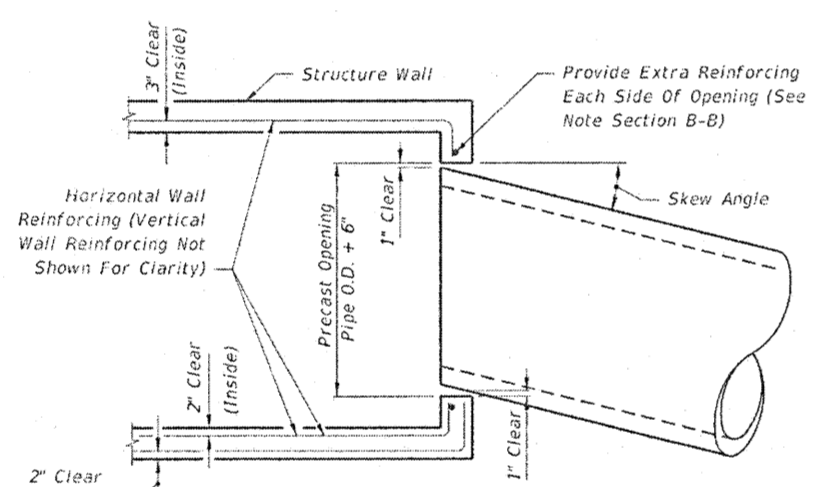 3" Clear
(Inside)
Structure Wall
Provide Extra Reinforcing
Each Side Of Opening (See
Note Section B-B)
Horizontal Wall
Reinforcing (Vertical
Wall Reinforcing Not
Shown For Clarity)
Precast Opening
Pipe O.D. + 6"
1" Clear
Skew Angle
2" Clear
(Inside)
1" Clear
2" Clear